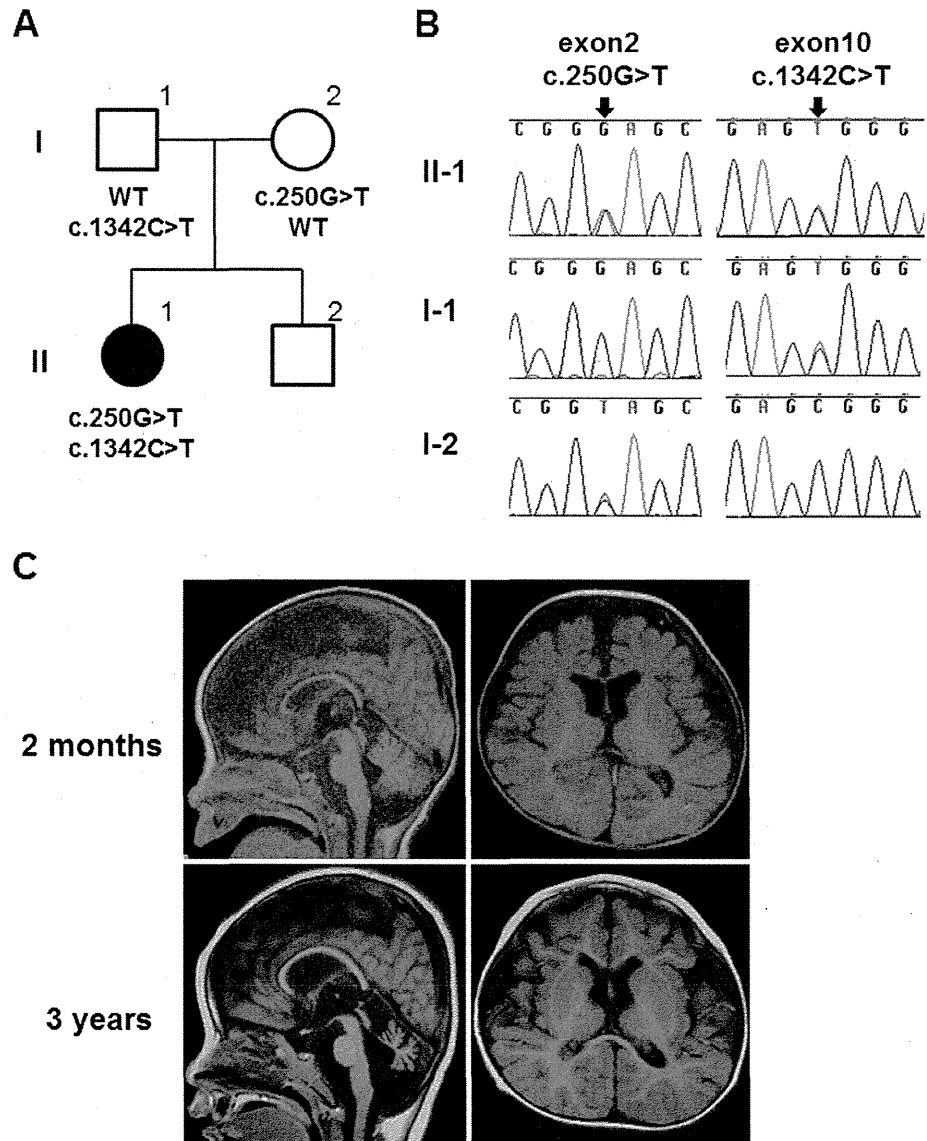 A
1
2
I
WT
c.1342C>T
c.250G>T
WT
1
2
II
c.250G>T
c.1342C>T
B
exon2
c.250G>T
exon10
c.1342C>T
II-1
C G G G A G C
G A G T G G G
I-1
C G G G A G C
G A G T G G G
I-2
C G G T A G C
G A G C G G G
C
2 months
3 years